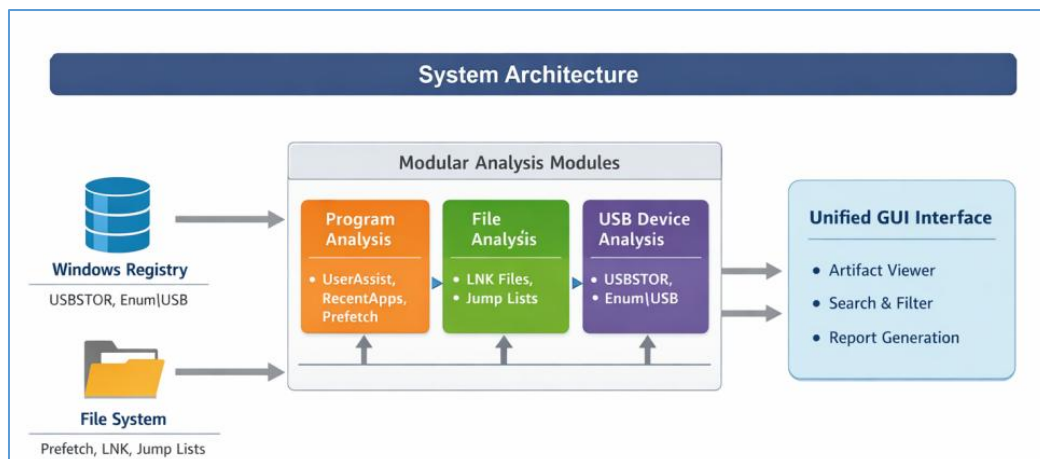 System Architecture
Windows Registry
USBSTOR, Enum\USB
File System
Prefetch, LNK, Jump Lists
Modular Analysis Modules
Program
Analysis
• UserAssist,
RecentApps,
Prefetch
File
Analysis
• LNK Files,
• Jump Lists
USB Device
Analysis
• USBSTOR,
• Enum\USB
Unified GUI Interface
• Artifact Viewer
• Search & Filter
• Report Generation